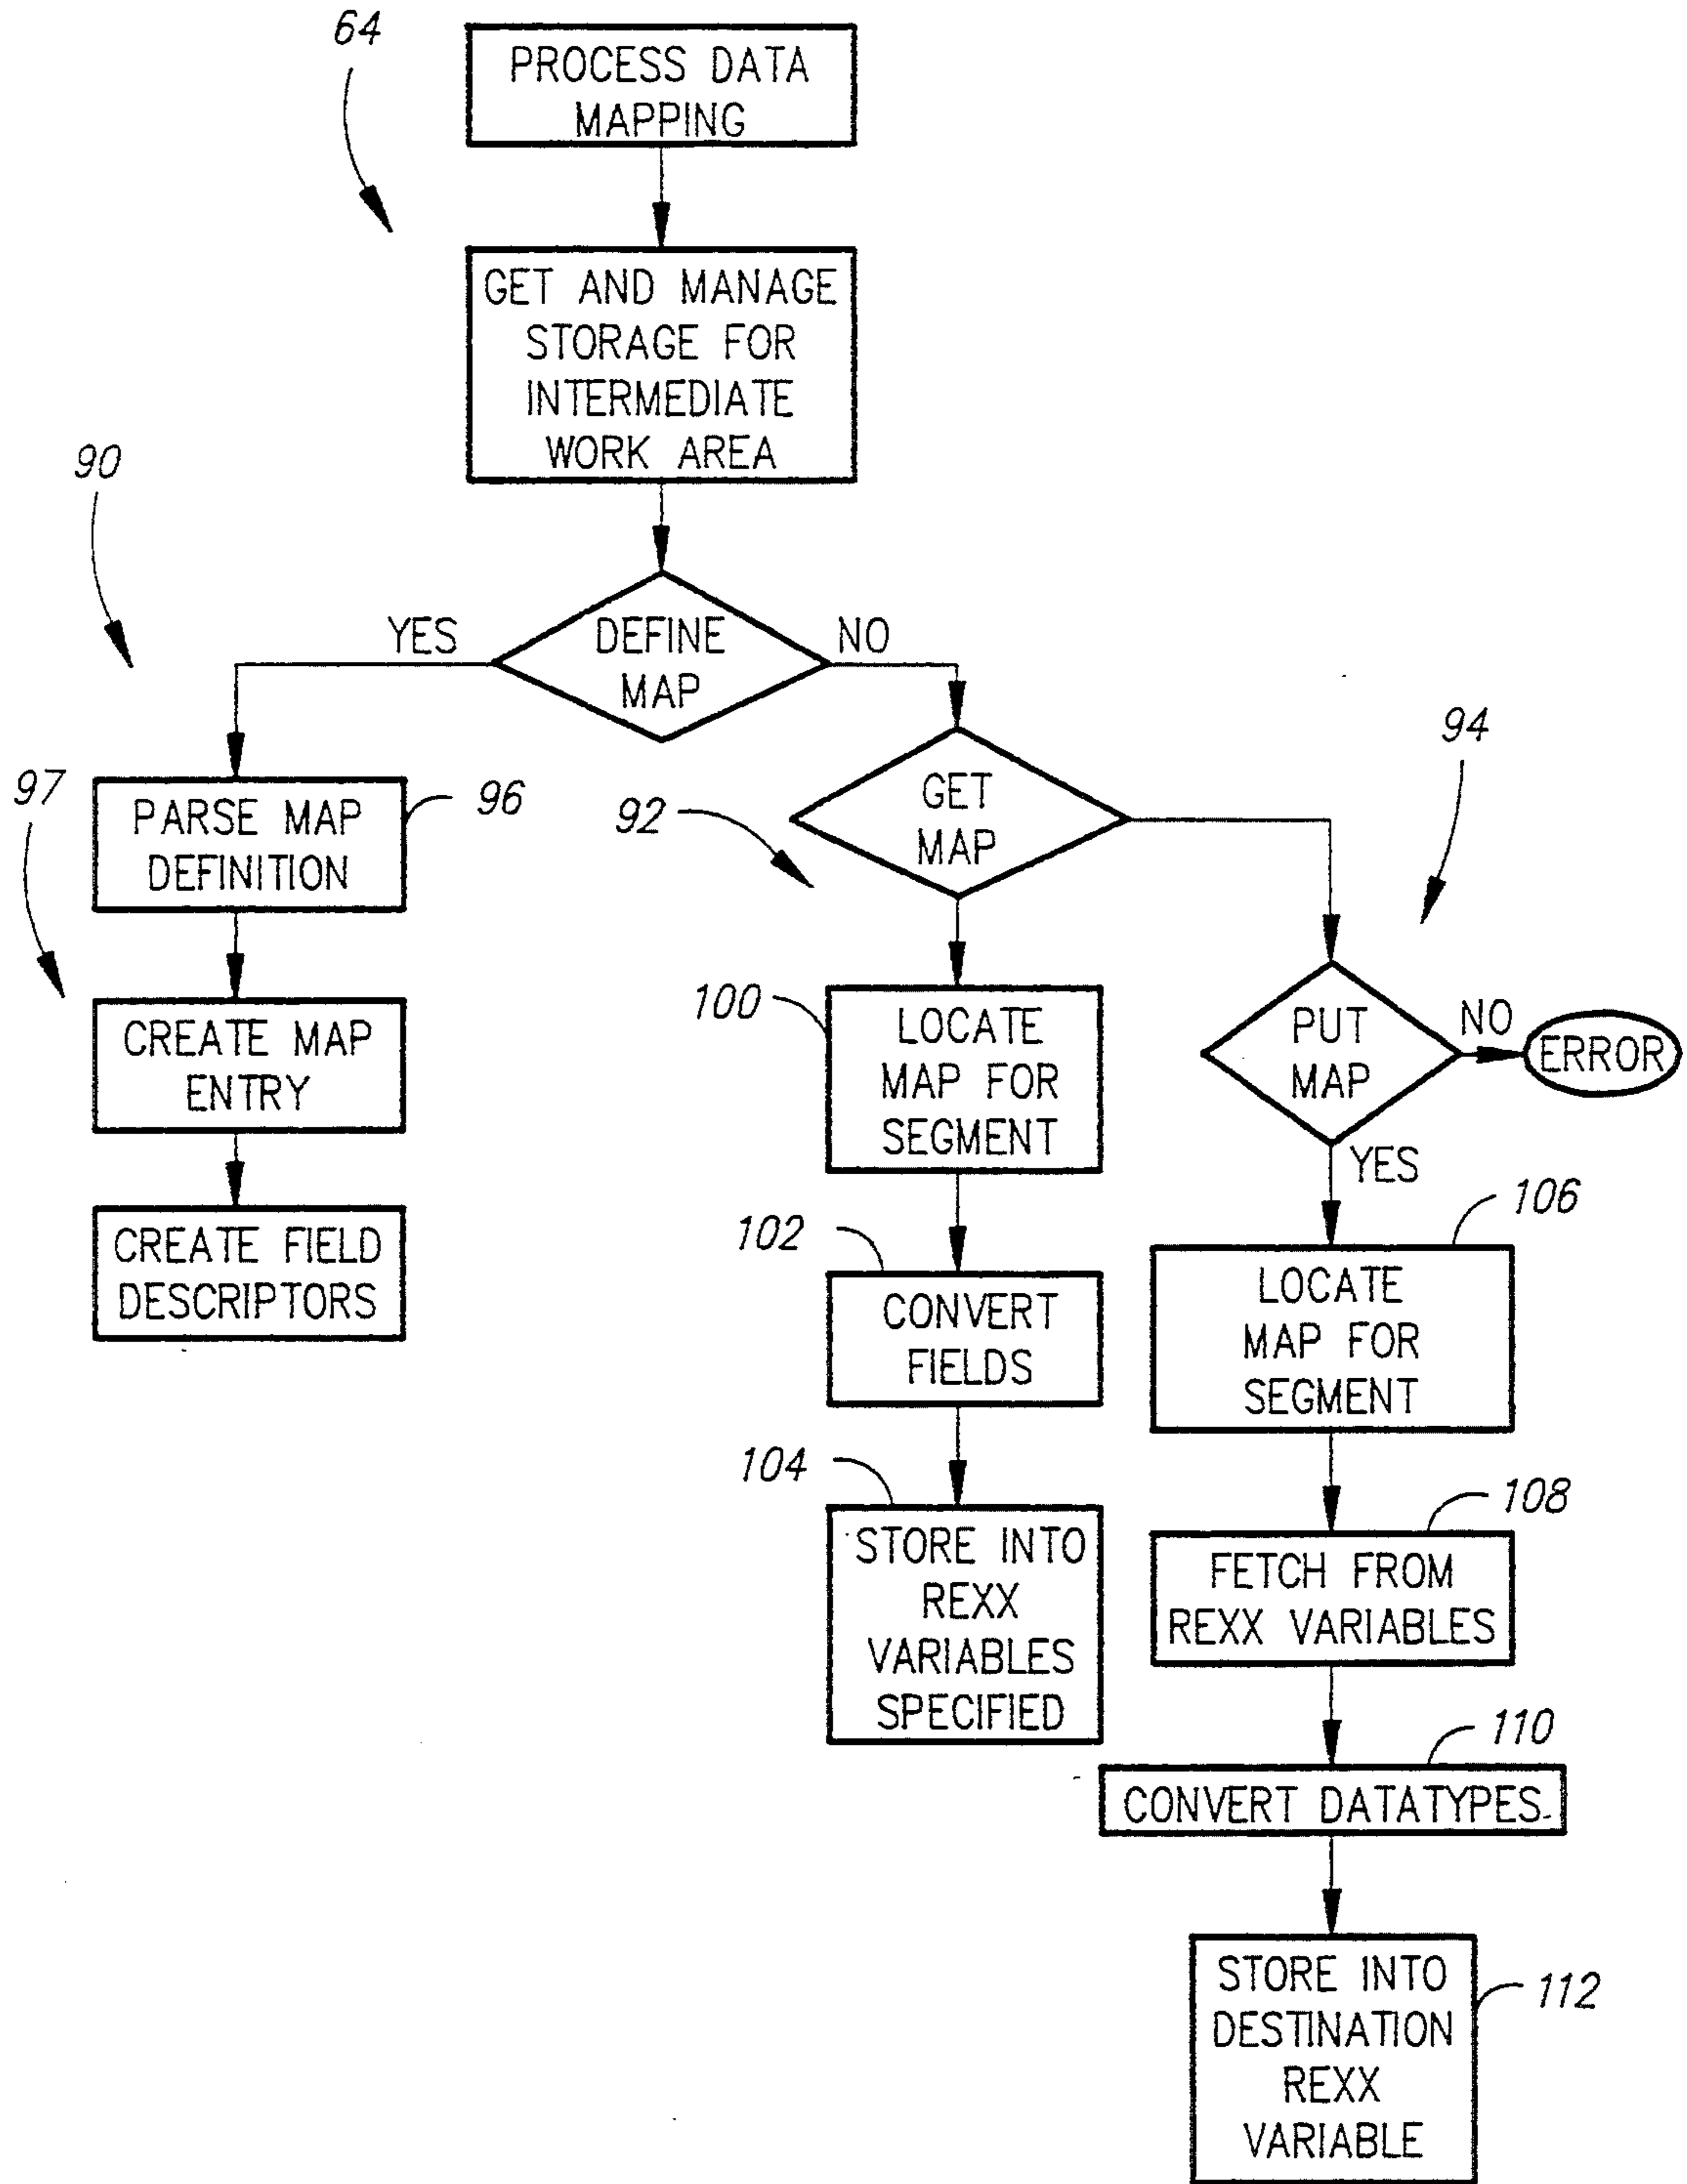 64
PROCESS DATA
MAPPING
GET AND MANAGE
STORAGE FOR
INTERMEDIATE
WORK AREA
90
YES
DEFINE
MAP
NO
97
PARSE MAP
DEFINITION
96
CREATE MAP
ENTRY
CREATE FIELD
DESCRIPTORS
92
GET
MAP
94
100
LOCATE
MAP FOR
SEGMENT
102
CONVERT
FIELDS
104
STORE INTO
REXX
VARIABLES
SPECIFIED
PUT
MAP
NO
ERROR
YES
106
LOCATE
MAP FOR
SEGMENT
108
FETCH FROM
REXX VARIABLES
110
CONVERT DATATYPES
STORE INTO
DESTINATION
REXX
VARIABLE
112